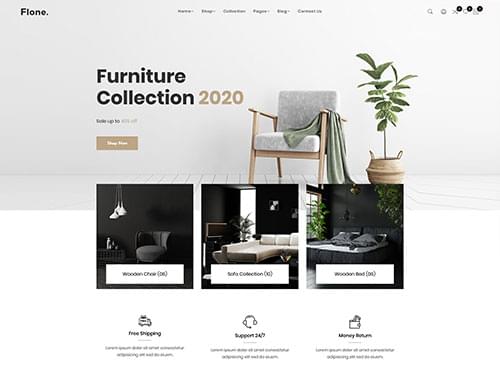 Flone.
Home Shop Collection Pages Blog Contact Us
Furniture
Collection 2020
Sale up to 40% off
Shop Now
Wooden Chair (06)
Sofa Collection (10)
Wooden Bed (05)
Free Shipping
Lorem ipsum dolor sit amet consectetur
adipisicing elit sed do eiusm.
Support 24/7
Lorem ipsum dolor sit amet consectetur
adipisicing elit sed do eiusm.
Money Return
Lorem ipsum dolor sit amet consectetur
adipisicing elit sed do eiusm.